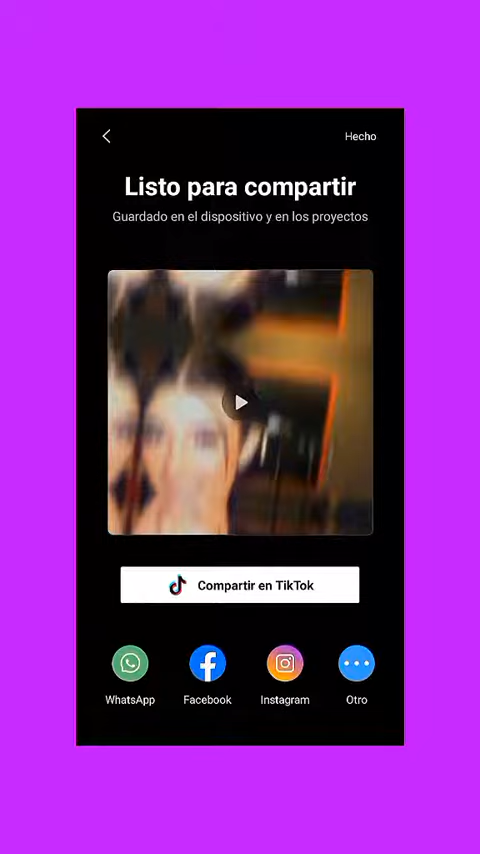 Hecho
Listo para compartir
Guardado en el dispositivo y en los proyectos
Compartir en TikTok
WhatsApp
Facebook
Instagram
Otro